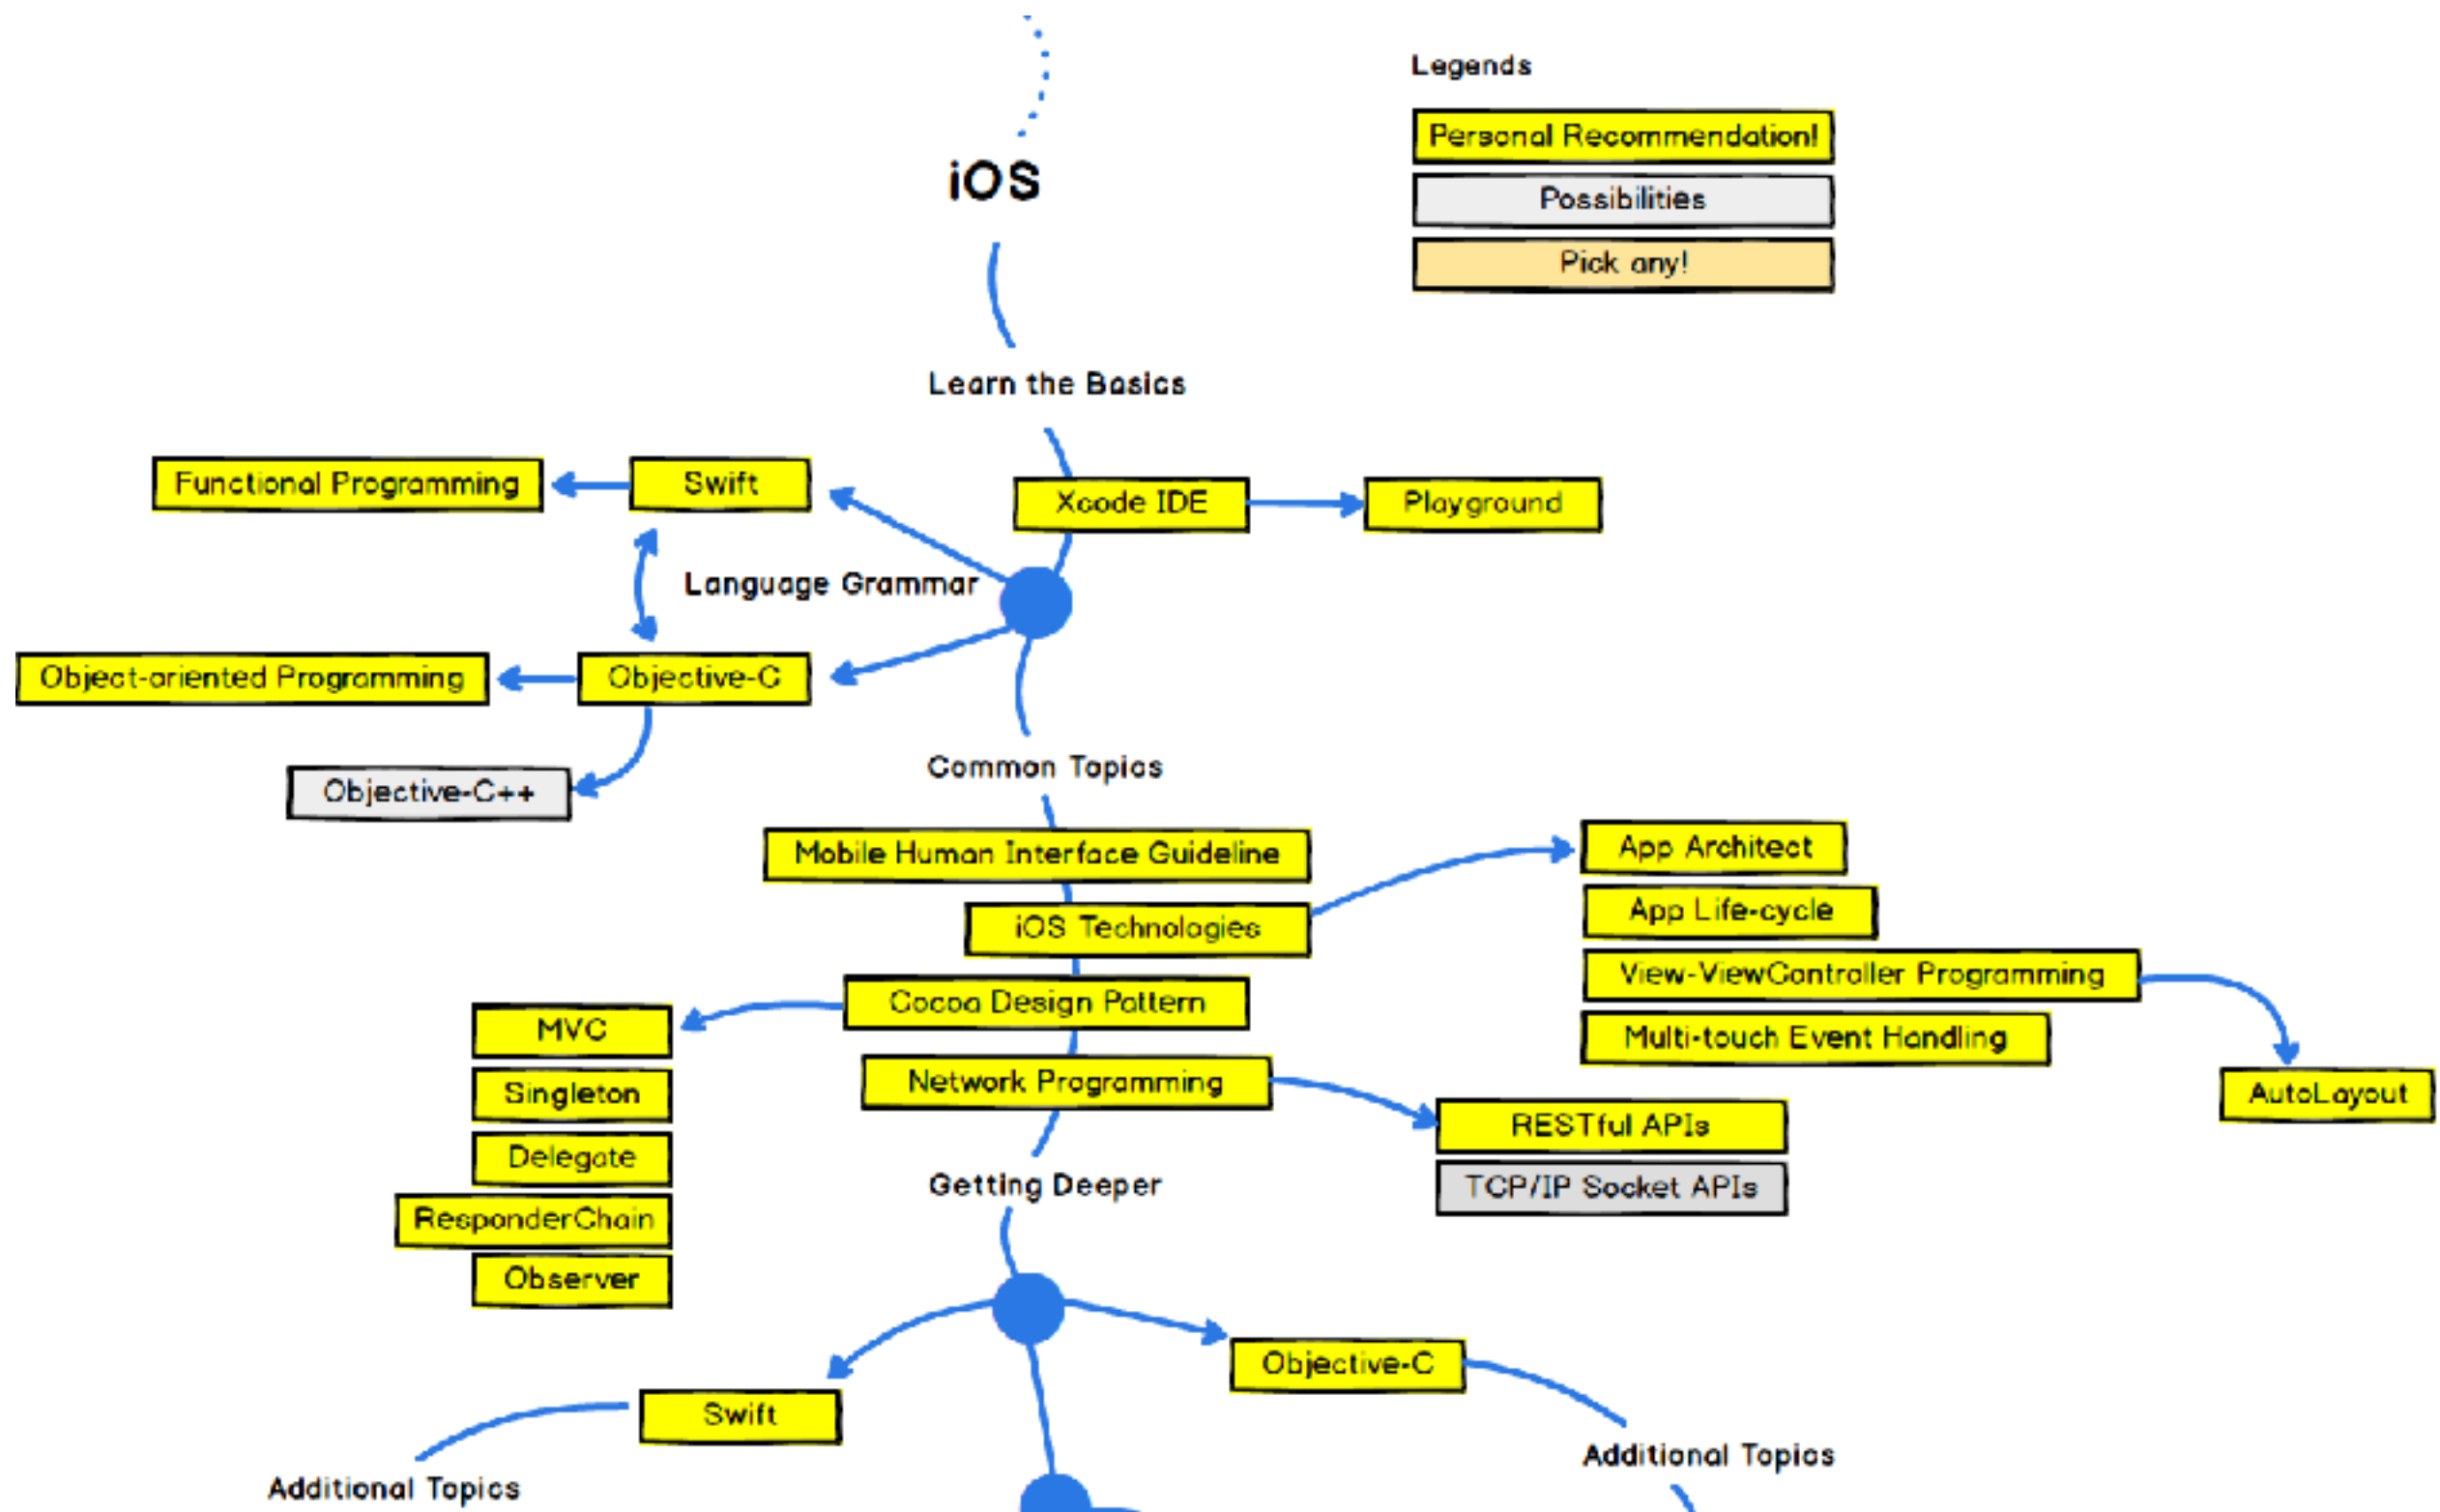 Legends
Personal Recommendation!
Possibilities
Pick any!
iOS
Learn the Basics
Functional Programming
Swift
Xcode IDE
Playground
Language Grammar
Object-oriented Programming
Objective-C
Objective-C++
Common Topics
Mobile Human Interface Guideline
iOS Technologies
App Architect
App Life-cycle
View-ViewController Programming
Multi-touch Event Handling
AutoLayout
Cocoa Design Pattern
MVC
Singleton
Delegate
ResponderChain
Observer
Network Programming
RESTful APIs
TCP/IP Socket APIs
Getting Deeper
Objective-C
Swift
Additional Topics
Additional Topics